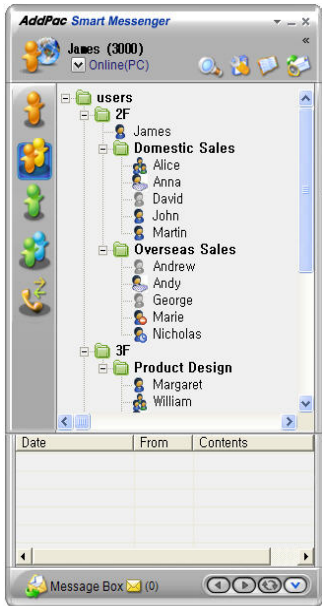 AddPac Smart Messenger
James (3000)
Online(PC)
users
2F
James
Domestic Sales
Alice
Anna
David
John
Martin
Overseas Sales
Andrew
Andy
George
Marie
Nicholas
3F
Product Design
Margaret
William
Date From Contents
Message Box (0)